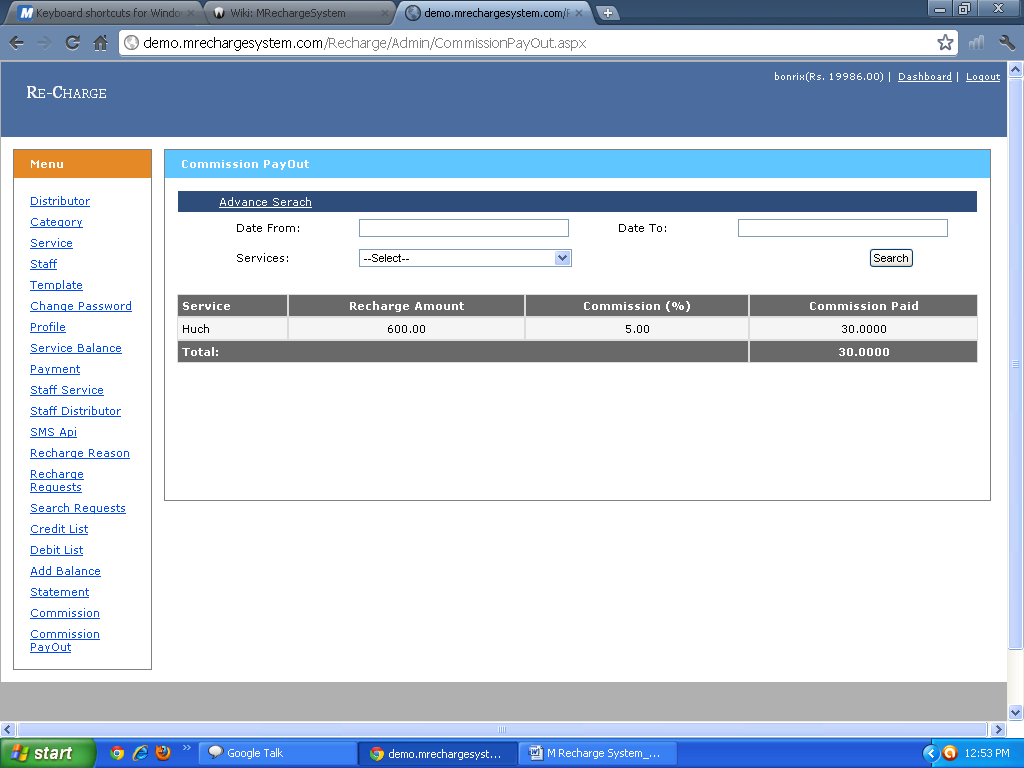 Keyboard shortcuts for Windo
Wiki: MRechargeSystem
demo.mrechargesystem.com/R
demo.mrechargesystem.com/Recharge/Admin/CommissionPayOut.aspx
bonrix(Rs. 19986.00) | Dashboard | Logout
RE-CHARGE
Menu
Distributor
Category
Service
Staff
Template
Change Password
Profile
Service Balance
Payment
Staff Service
Staff Distributor
SMS Api
Recharge Reason
Recharge
Requests
Search Requests
Credit List
Debit List
Add Balance
Statement
Commission
Commission
PayOut
Commission PayOut
Advance Serach
Date From: Date To:
Services: --Select-- Search
Service Recharge Amount Commission (%) Commission Paid
Huch 600.00 5.00 30.0000
Total: 30.0000
start Google Talk demo.mrechargesyst... M Recharge System_... 12:53 PM